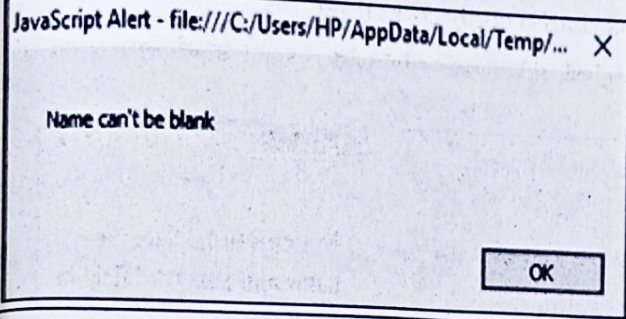 JavaScript Alert - file:///C:/Users/HP/AppData/Local/Temp/...
Name can't be blank
OK